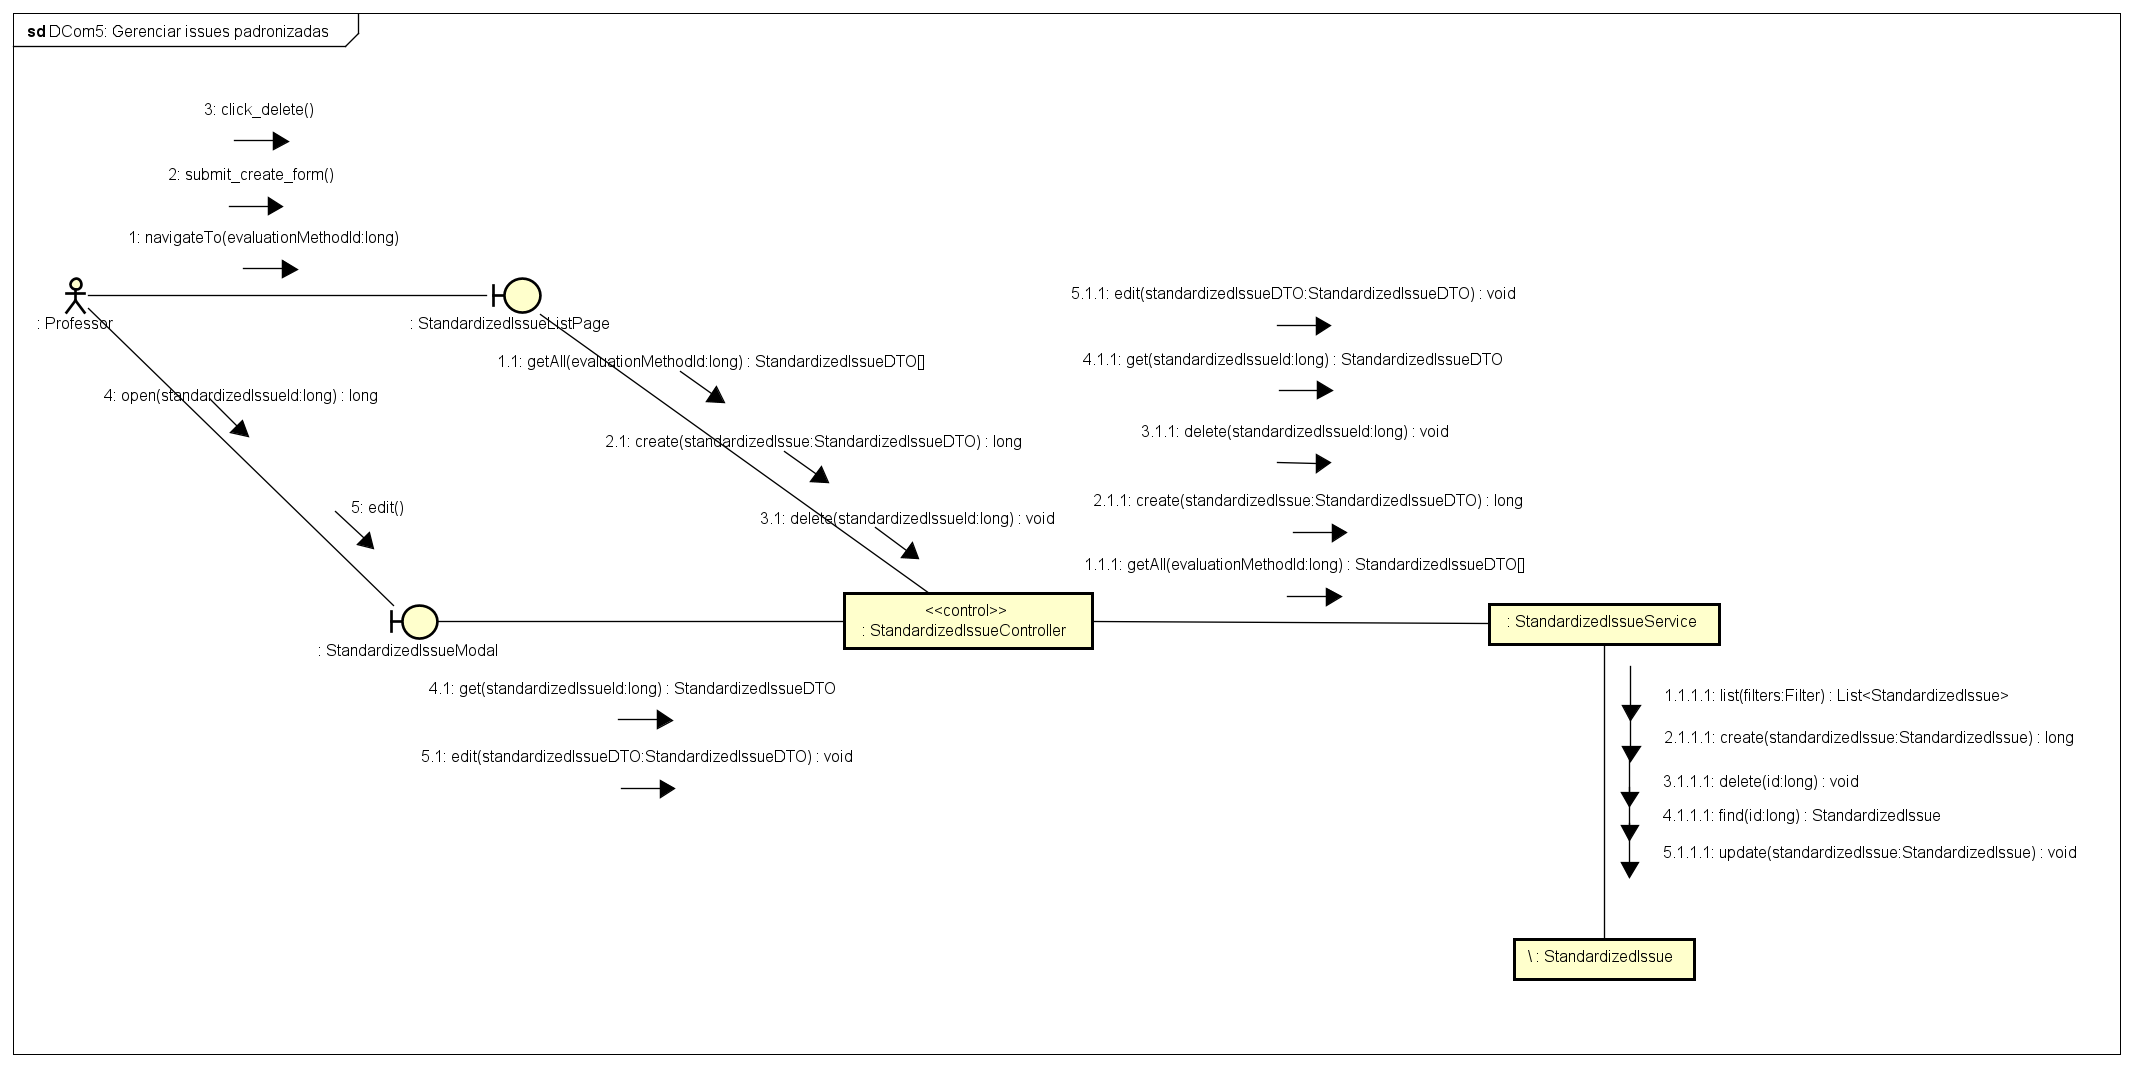 sd DCom5: Gerenciar issues padronizadas
3: click_delete()
2: submit_create_form()
1: navigateTo(evaluationMethodId:long)
: Professor
: StandardizedIssueListPage
5.1.1: edit(standardizedIssueDTO:StandardizedIssueDTO) : void
1.1: getAll(evaluationMethodId:long) : StandardizedIssueDTO[]
4.1.1: get(standardizedIssueId:long) : StandardizedIssueDTO
4: open(standardizedIssueId:long) : long
2.1: create(standardizedIssue:StandardizedIssueDTO) : long
3.1.1: delete(standardizedIssueId:long) : void
5: edit()
3.1: delete(standardizedIssueId:long) : void
2.1.1: create(standardizedIssue:StandardizedIssueDTO) : long
1.1.1: getAll(evaluationMethodId:long) : StandardizedIssueDTO[]
<<control>>
: StandardizedIssueController
: StandardizedIssueService
: StandardizedIssueModal
4.1: get(standardizedIssueId:long) : StandardizedIssueDTO
5.1: edit(standardizedIssueDTO:StandardizedIssueDTO) : void
1.1.1.1: list(filters:Filter) : List<StandardizedIssue>
2.1.1.1: create(standardizedIssue:StandardizedIssue) : long
3.1.1.1: delete(id:long) : void
4.1.1.1: find(id:long) : StandardizedIssue
5.1.1.1: update(standardizedIssue:StandardizedIssue) : void
\ : StandardizedIssue